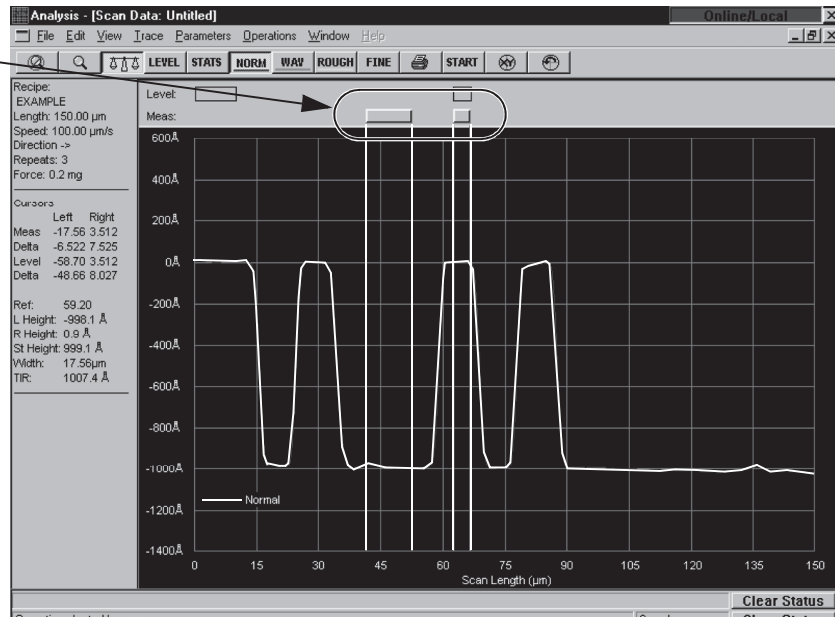 Analysis - [Scan Data: Untitled]
Online/Local
File Edit View Trace Parameters Operations Window Help
LEVEL STATS NORM WAV ROUGH FINE START XY
Recipe:
EXAMPLE
Length: 150.00 µm
Speed: 100.00 µm/s
Direction ->
Repeats: 3
Force: 0.2 mg
Cursors
Left Right
Meas -17.56 3.512
Delta -6.522 7.525
Level -58.70 3.512
Delta -48.66 8.027
Ref: 59.20
L Height: -998.1 Å
R Height: 0.9 Å
St Height: 999.1 Å
Width: 17.56µm
TIR: 1007.4 Å
Level:
Meas:
600Å
400Å
200Å
0Å
-200Å
-400Å
-600Å
-800Å
-1000Å
-1200Å
-1400Å
Normal
0 15 30 45 60 75 90 105 120 135 150
Scan Length (µm)
Clear Status